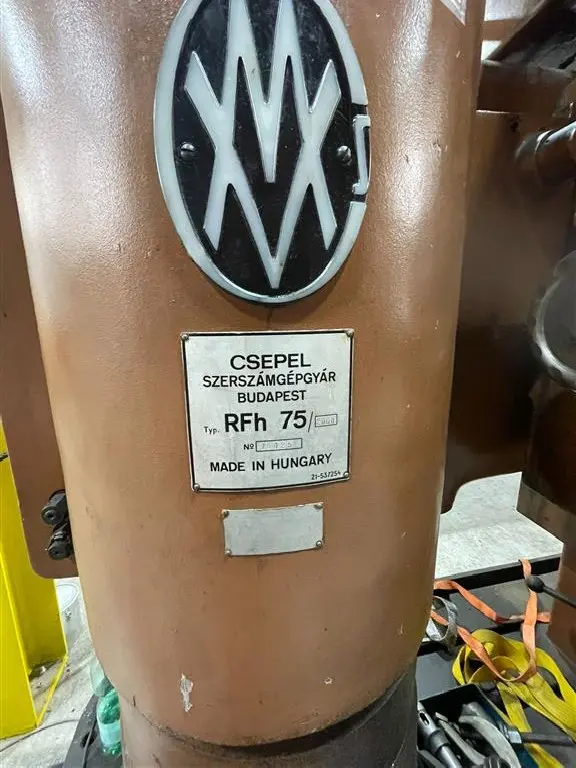 CSEPEL
SZERSZÁMGÉPGYÁR
BUDAPEST
Typ. RFh 75/
Nº
MADE IN HUNGARY
21-537254